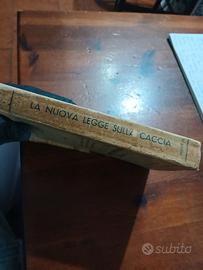 LA NUOVA LEGGE SULLA CACCIA
subito